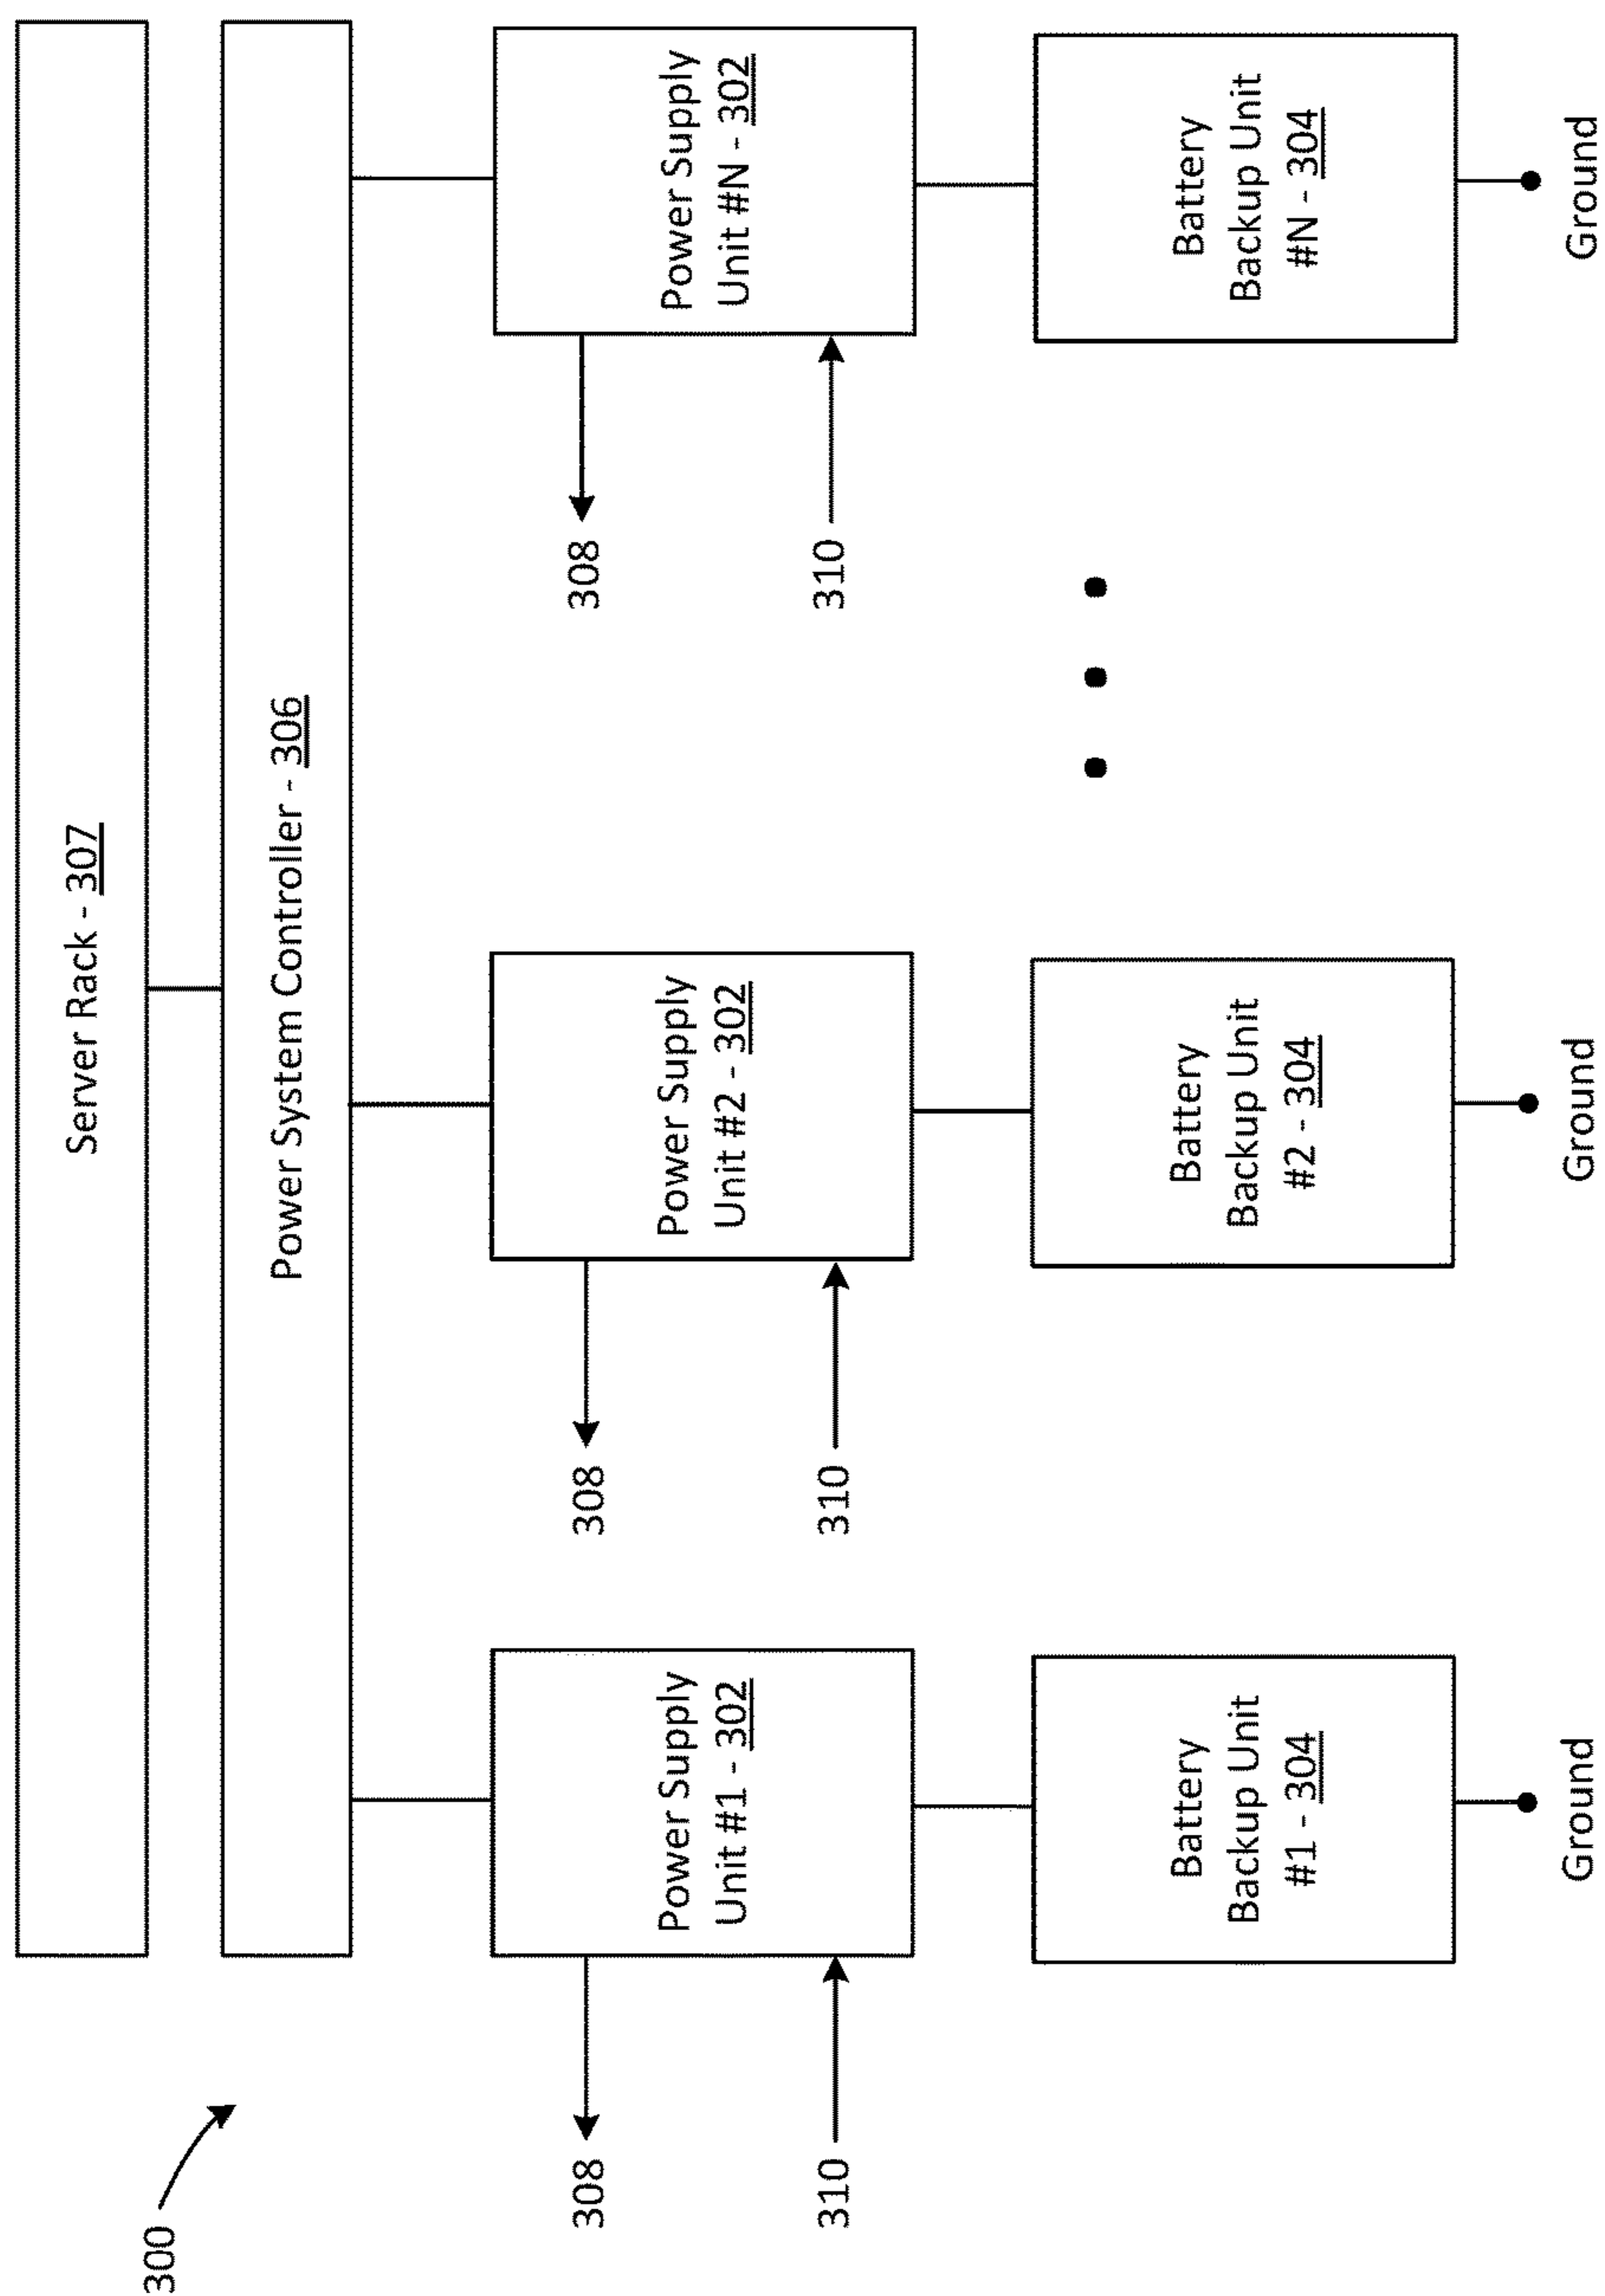 300
Server Rack - 307
Power System Controller - 306
308
310
Power Supply
Unit #1 - 302
308
310
Power Supply
Unit #2 - 302
308
310
Power Supply
Unit #N - 302
Battery
Backup Unit
#1 - 304
Battery
Backup Unit
#2 - 304
Battery
Backup Unit
#N - 304
Ground
Ground
Ground